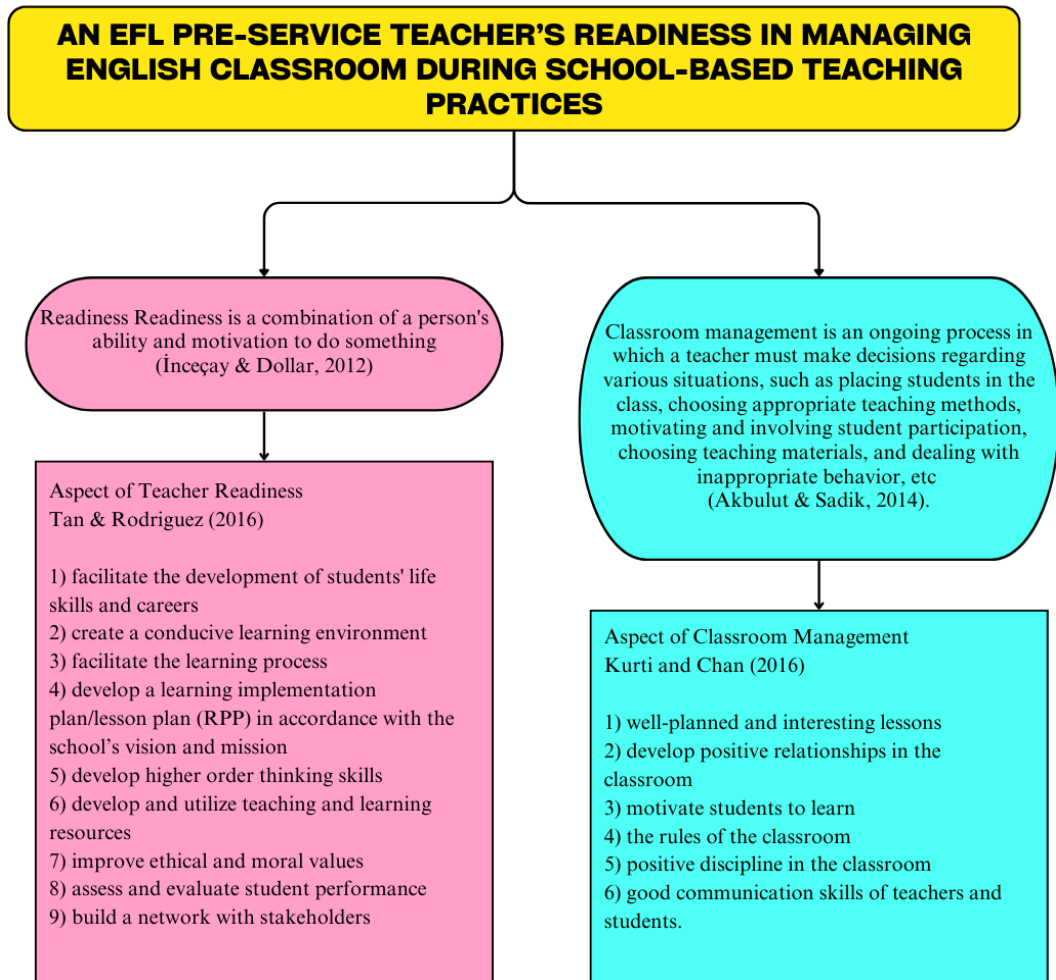 AN EFL PRE-SERVICE TEACHER'S READINESS IN MANAGING
ENGLISH CLASSROOM DURING SCHOOL-BASED TEACHING
PRACTICES
Readiness Readiness is a combination of a person's
ability and motivation to do something
(İnceçay & Dollar, 2012)
Aspect of Teacher Readiness
Tan & Rodriguez (2016)
1) facilitate the development of students' life
skills and careers
2) create a conducive learning environment
3) facilitate the learning process
4) develop a learning implementation
plan/lesson plan (RPP) in accordance with the
school's vision and mission
5) develop higher order thinking skills
6) develop and utilize teaching and learning
resources
7) improve ethical and moral values
8) assess and evaluate student performance
9) build a network with stakeholders
Classroom management is an ongoing process in
which a teacher must make decisions regarding
various situations, such as placing students in the
class, choosing appropriate teaching methods,
motivating and involving student participation,
choosing teaching materials, and dealing with
inappropriate behavior, etc
(Akbulut & Sadik, 2014).
Aspect of Classroom Management
Kurti and Chan (2016)
1) well-planned and interesting lessons
2) develop positive relationships in the
classroom
3) motivate students to learn
4) the rules of the classroom
5) positive discipline in the classroom
6) good communication skills of teachers and
students.